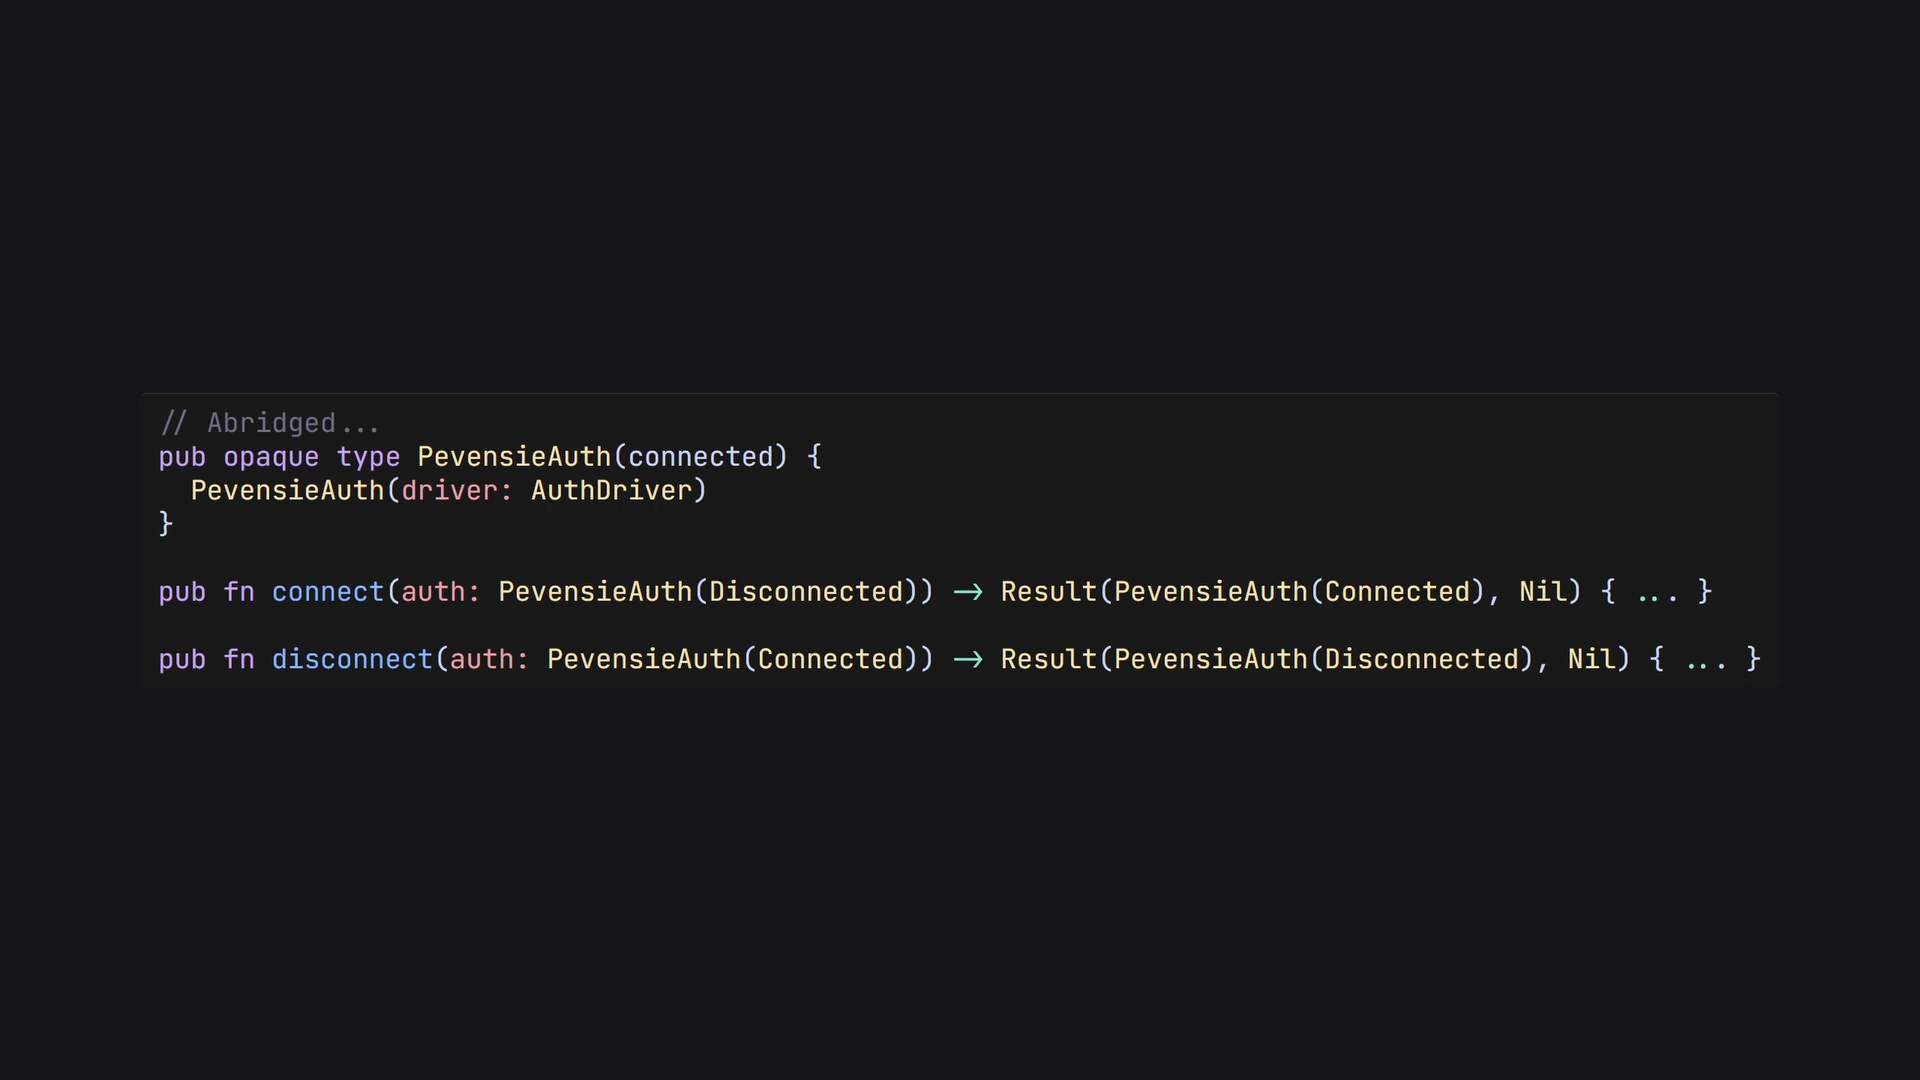 // Abridged...
pub opaque type PevensieAuth(connected) {
  PevensieAuth(driver: AuthDriver)
}
pub fn connect(auth: PevensieAuth(Disconnected)) -> Result(PevensieAuth(Connected), Nil) { ... }
pub fn disconnect(auth: PevensieAuth(Connected)) -> Result(PevensieAuth(Disconnected), Nil) { ... }